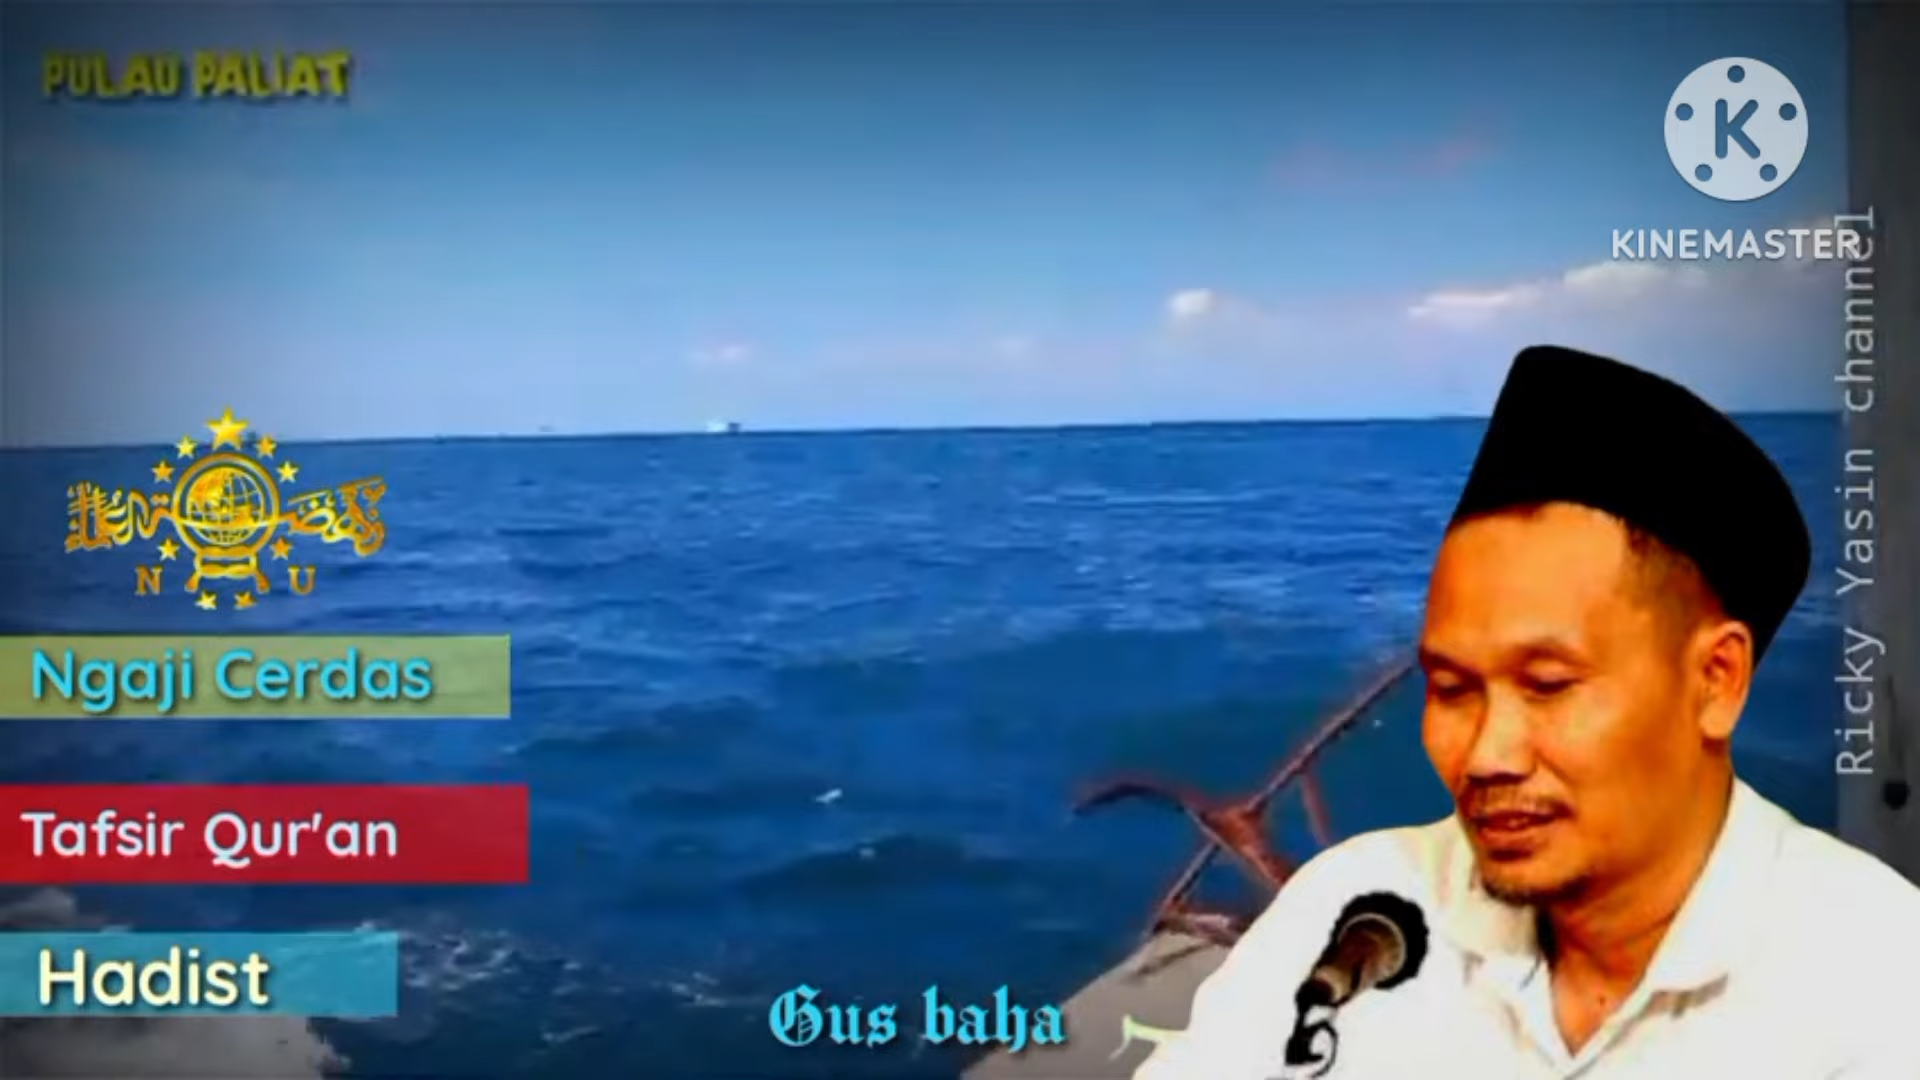 PULAU PALIAT
K
KINEMASTER
Ricky Yasin channel
N U
Ngaji Cerdas
Tafsir Qur'an
Hadist
Gus baha